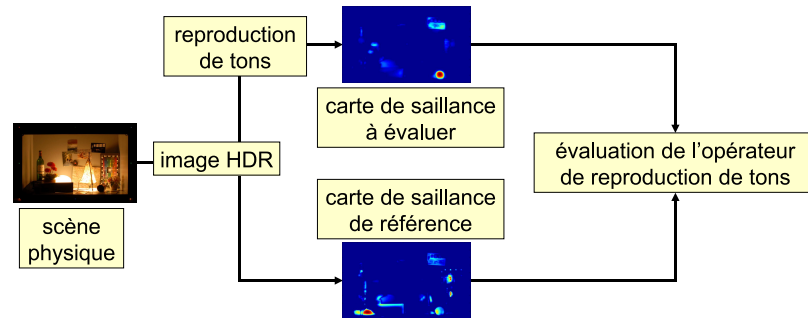 reproduction
de tons
carte de saillance
à évaluer
image HDR
évaluation de l’opérateur
de reproduction de tons
carte de saillance
de référence
scène
physique